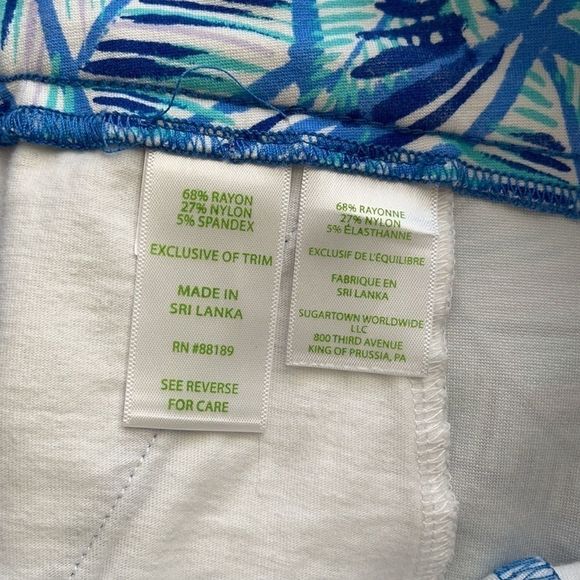 68% RAYON
27% NYLON
5% SPANDEX
EXCLUSIVE OF TRIM
MADE IN
SRI LANKA
RN #88189
SEE REVERSE
FOR CARE
68% RAYONNE
27% NYLON
5% ÉLASTHANNE
EXCLUSIF DE L'ÉQUILIBRE
FABRIQUE EN
SRI LANKA
SUGARTOWN WORLDWIDE
LLC
800 THIRD AVENUE
KING OF PRUSSIA, PA